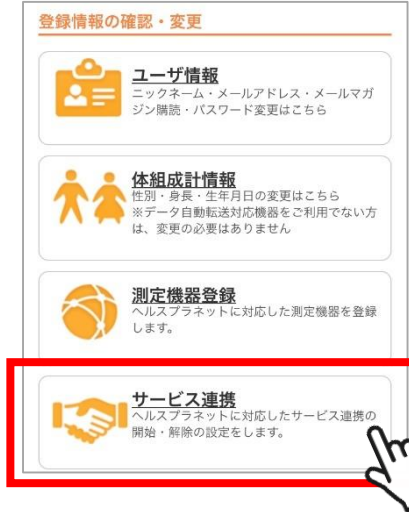 登録情報の確認・変更
ユーザ情報
ニックネーム・メールアドレス・メールマガ
ジン購読・パスワード変更はこちら
体組成計情報
性別・身長・生年月日の変更はこちら
※データ自動転送対応機器をご利用でない方
は、変更の必要はありません
測定機器登録
ヘルスプラネットに対応した測定機器を登録
します。
サービス連携
ヘルスプラネットに対応したサービス連携の
開始・解除の設定をします。